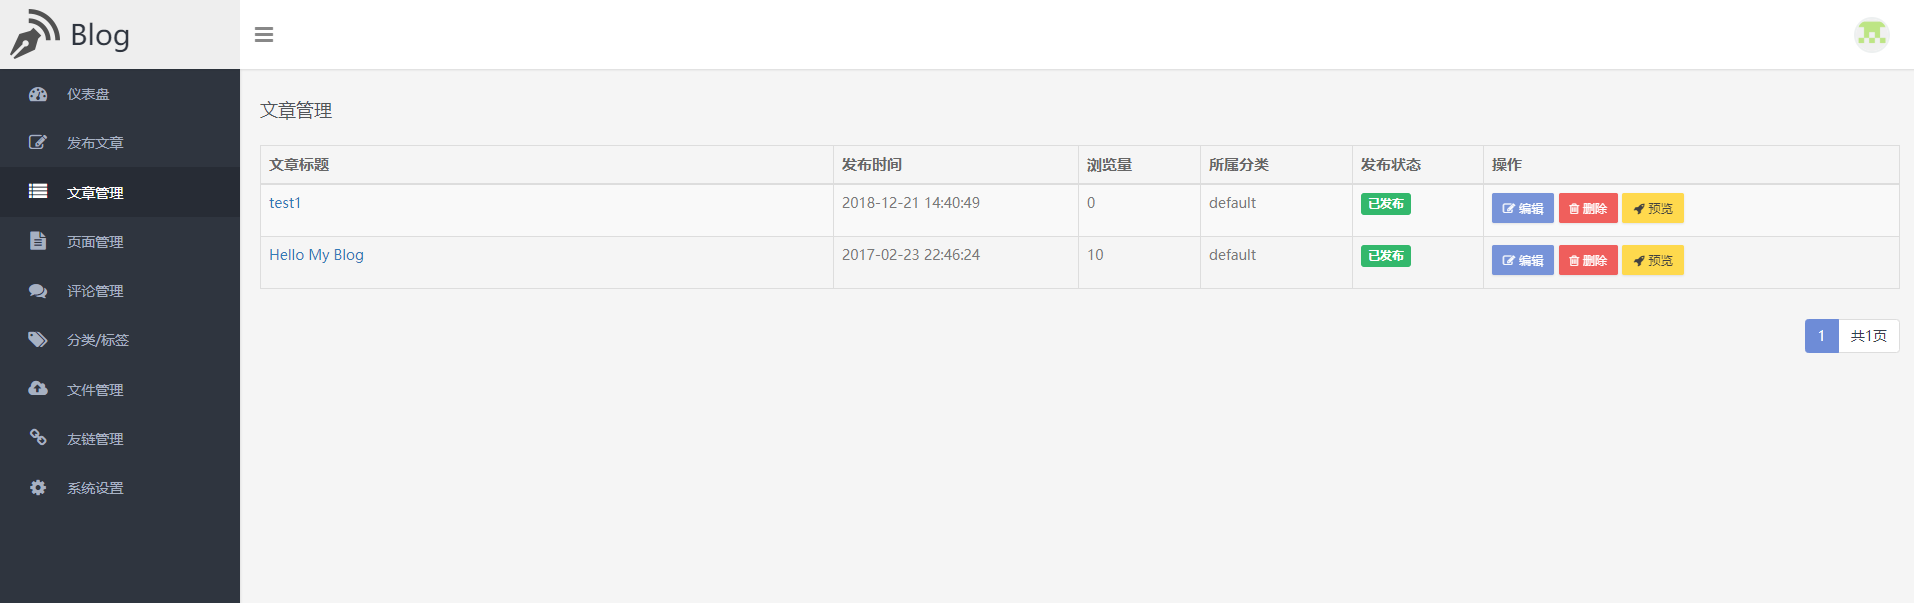 Blog
仪表盘
发布文章
文章管理
页面管理
评论管理
分类/标签
文件管理
友链管理
系统设置
文章管理
文章标题 发布时间 浏览量 所属分类 发布状态 操作
test1 2018-12-21 14:40:49 0 default 已发布 编辑 删除 预览
Hello My Blog 2017-02-23 22:46:24 10 default 已发布 编辑 删除 预览
1 共1页